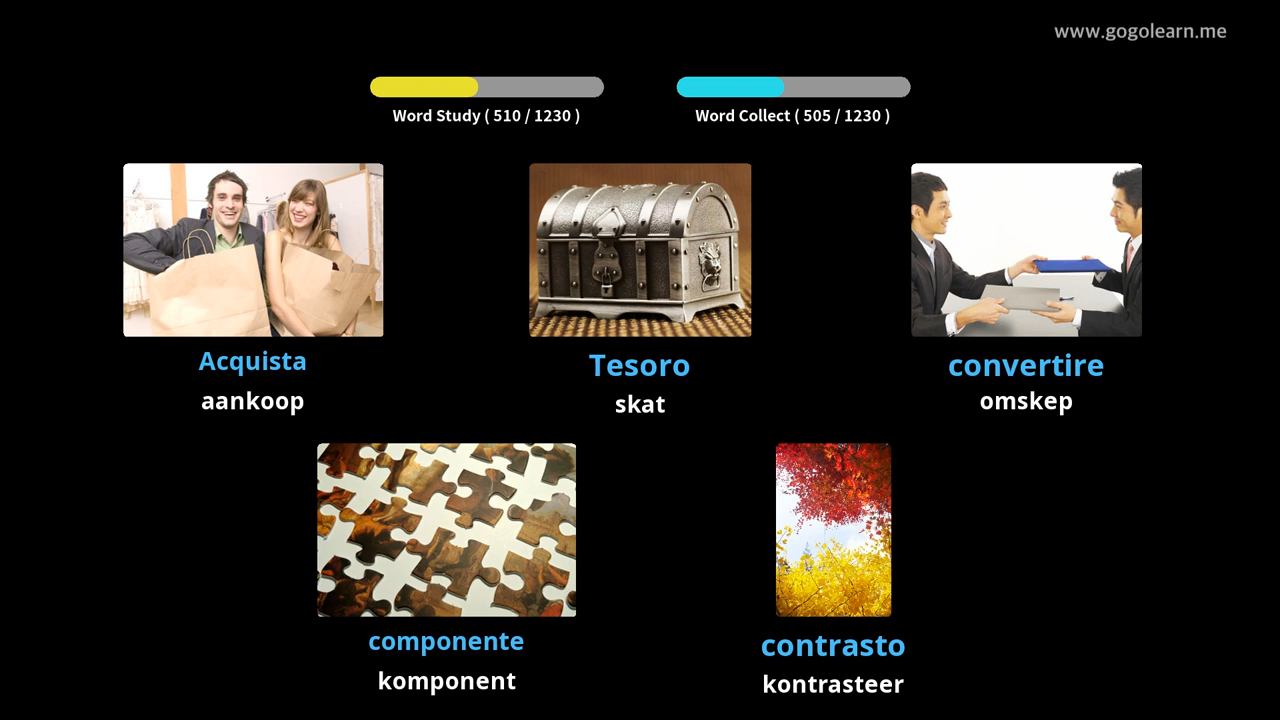 www.gogolearn.me
Word Study ( 510 / 1230 )
Word Collect ( 505 / 1230 )
Acquista
aankoop
Tesoro
skat
convertire
omskep
componente
komponent
contrasto
kontrasteer